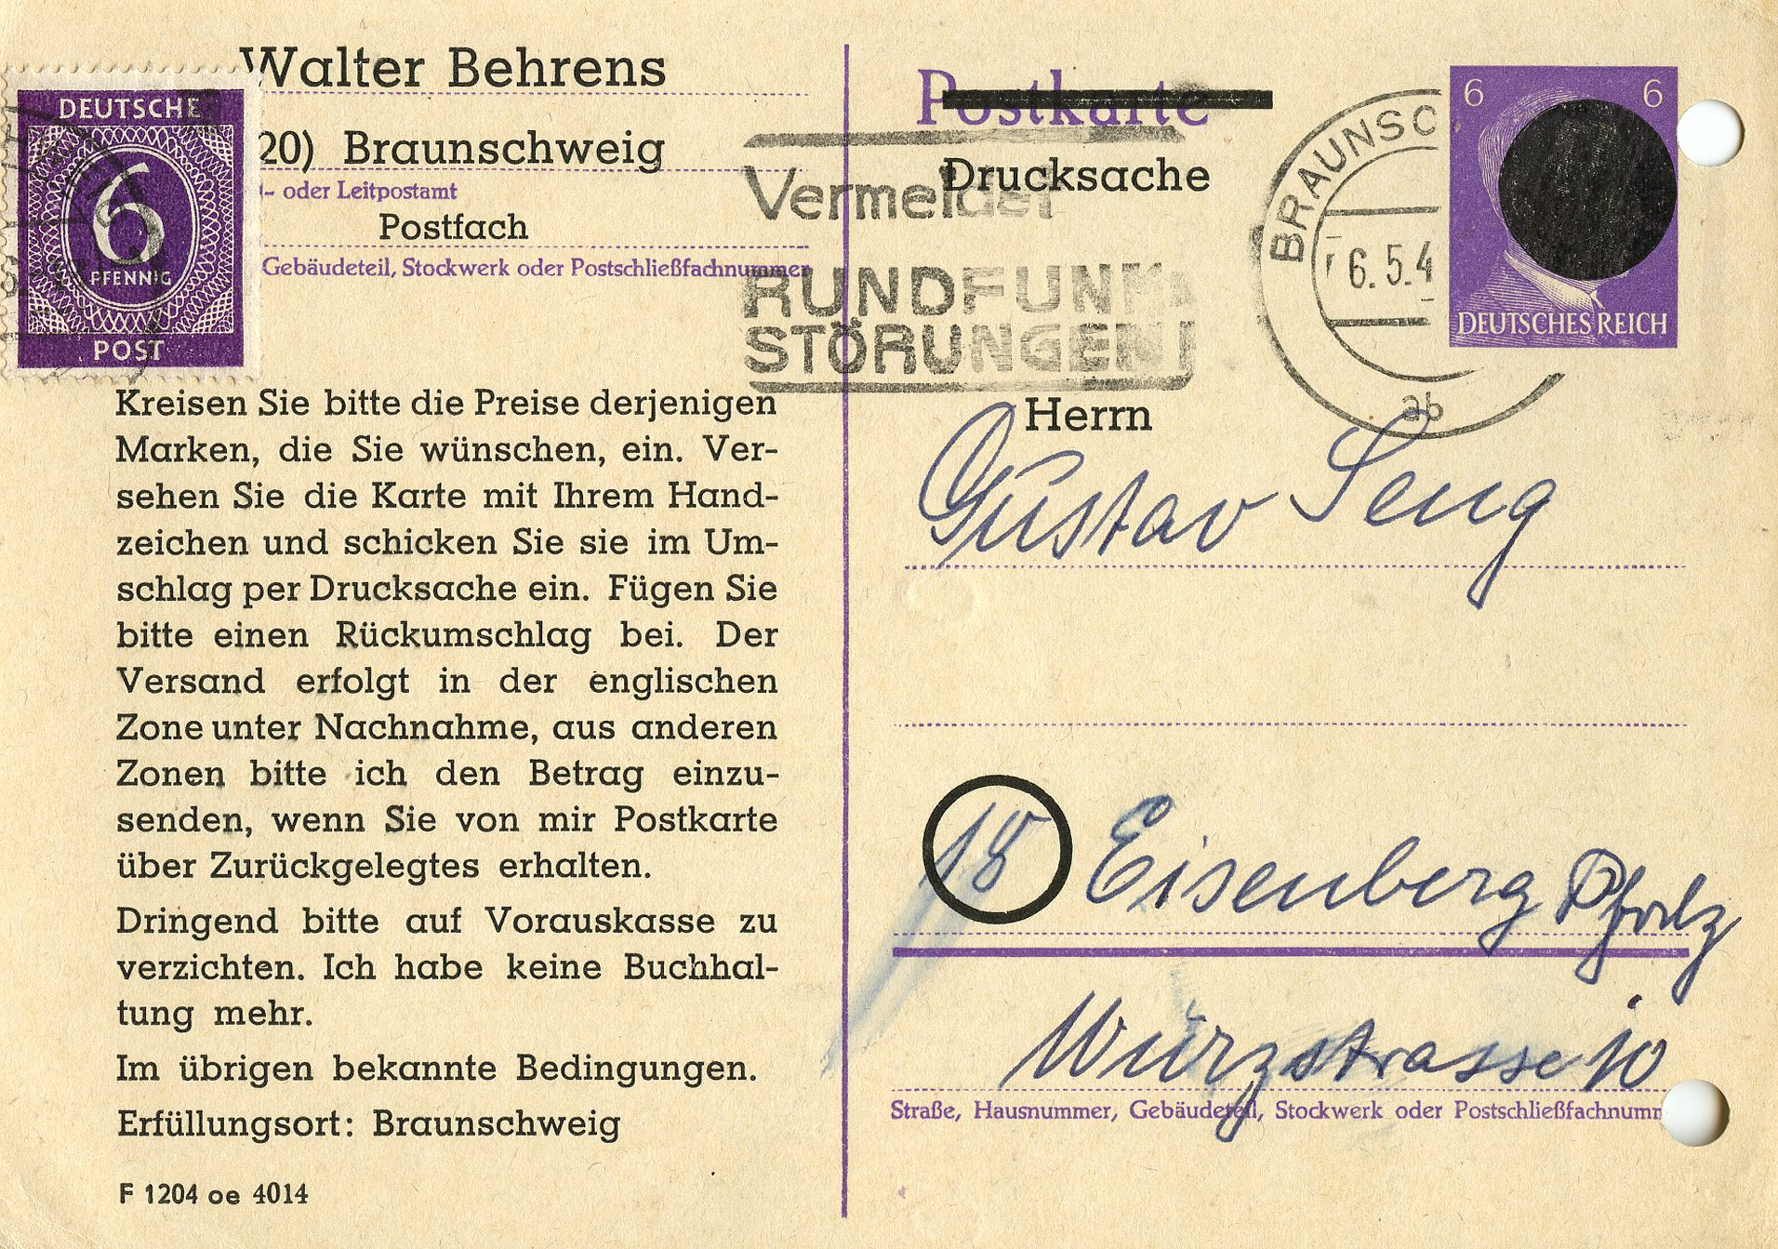 Walter Behrens
20) Braunschweig
- oder Leitpostamt
Postfach
Gebäudeteil, Stockwerk oder Postschließfachnummer
DEUTSCHE
6
PFENNIG
POST
Kreisen Sie bitte die Preise derjenigen
Marken, die Sie wünschen, ein. Ver-
sehen Sie die Karte mit Ihrem Hand-
zeichen und schicken Sie sie im Um-
schlag per Drucksache ein. Fügen Sie
bitte einen Rückumschlag bei. Der
Versand erfolgt in der englischen
Zone unter Nachnahme, aus anderen
Zonen bitte ich den Betrag einzu-
senden, wenn Sie von mir Postkarte
über Zurückgelegtes erhalten.
Dringend bitte auf Vorauskasse zu
verzichten. Ich habe keine Buchhal-
tung mehr.
Im übrigen bekannte Bedingungen.
Erfüllungsort: Braunschweig
F 1204 oe 4014
Postkarte
Drucksache
Vermeidet
RUNDFUNK
STÖRUNGEN!
BRAUNSC
6.5.4
ab
6 6
DEUTSCHES REICH
Herrn
Gustav Seng
18 Eisenberg Pfalz
Würzstrasse 10
Straße, Hausnummer, Gebäudeteil, Stockwerk oder Postschließfachnumm